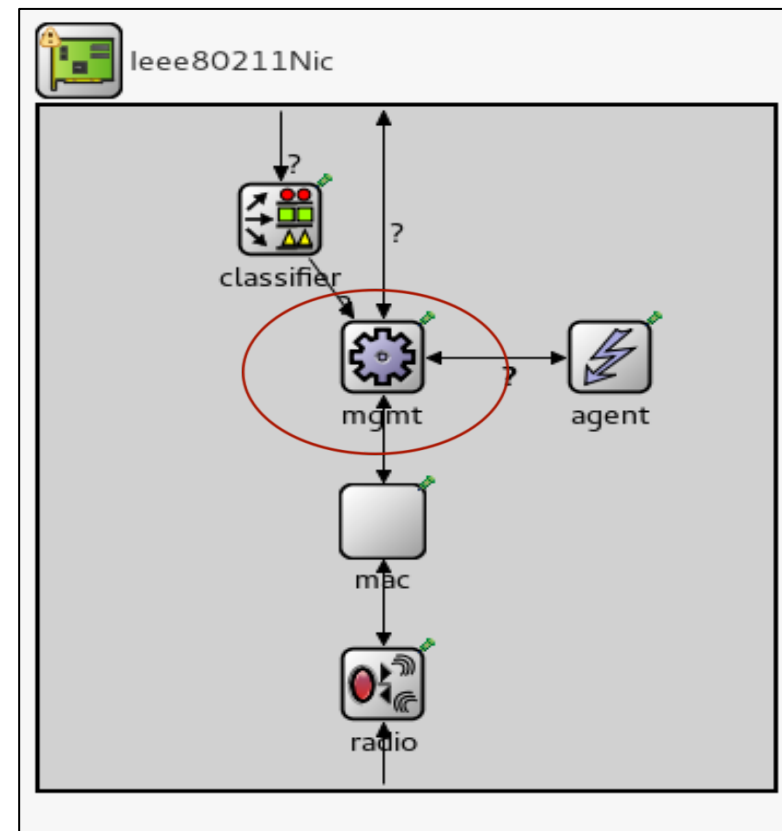 Ieee80211Nic
?
?
classifier
?
?
mgmt
agent
mac
radio